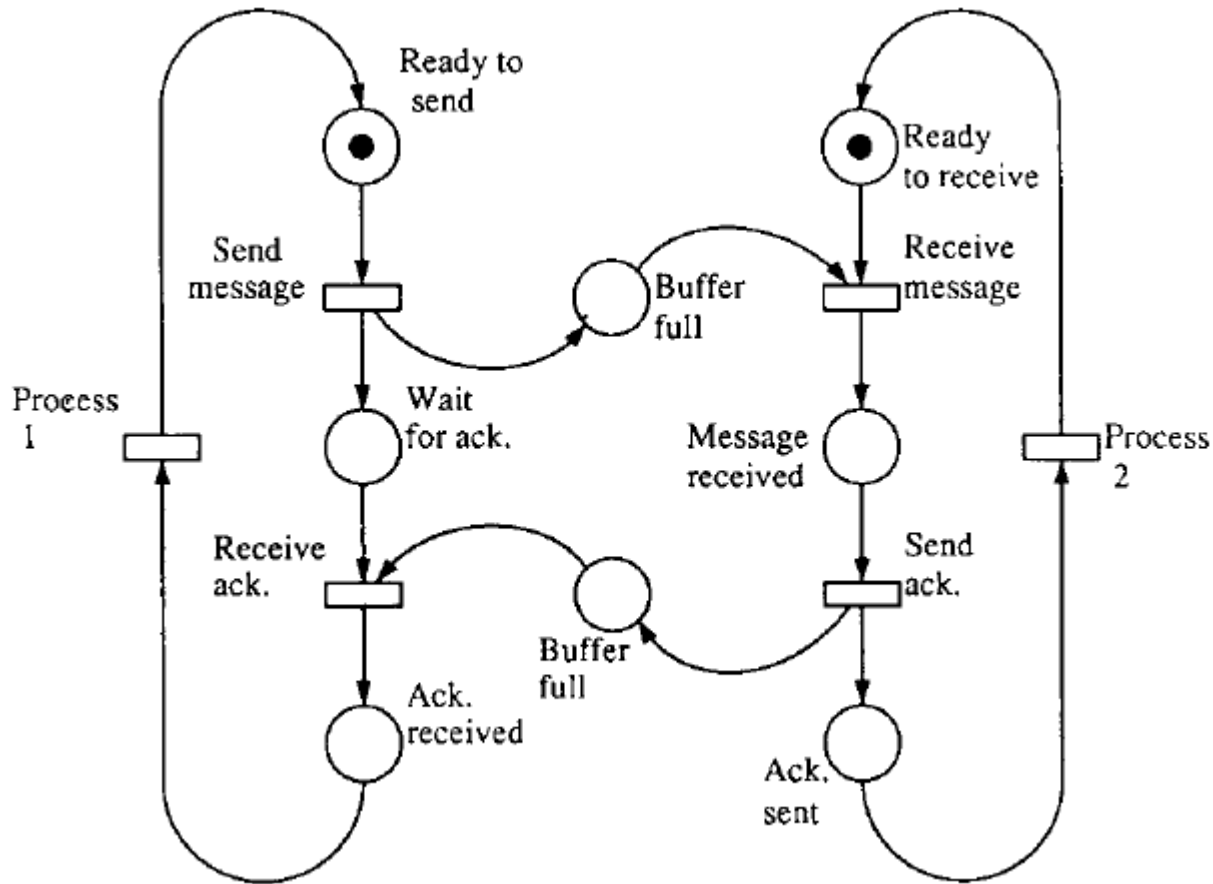 Ready to
send
Ready
to receive
Send
message
Buffer
full
Receive
message
Process
1
Wait
for ack.
Message
received
Process
2
Receive
ack.
Buffer
full
Send
ack.
Ack.
received
Ack.
sent